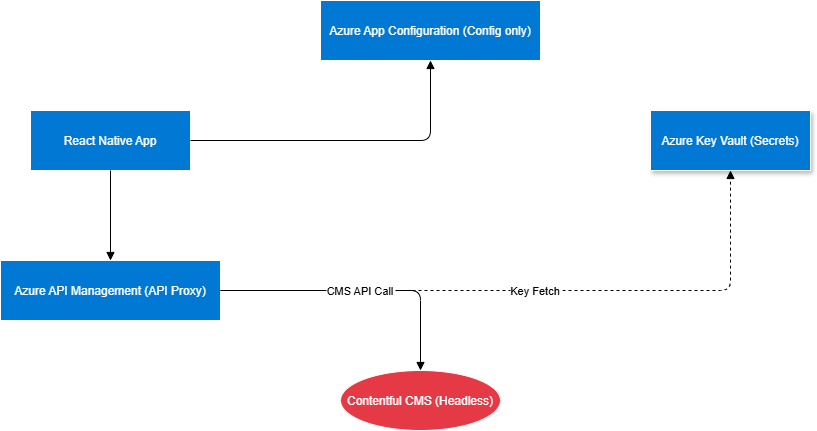 Azure App Configuration (Config only)
React Native App
Azure Key Vault (Secrets)
Azure API Management (API Proxy)
CMS API Call
Key Fetch
Contentful CMS (Headless)